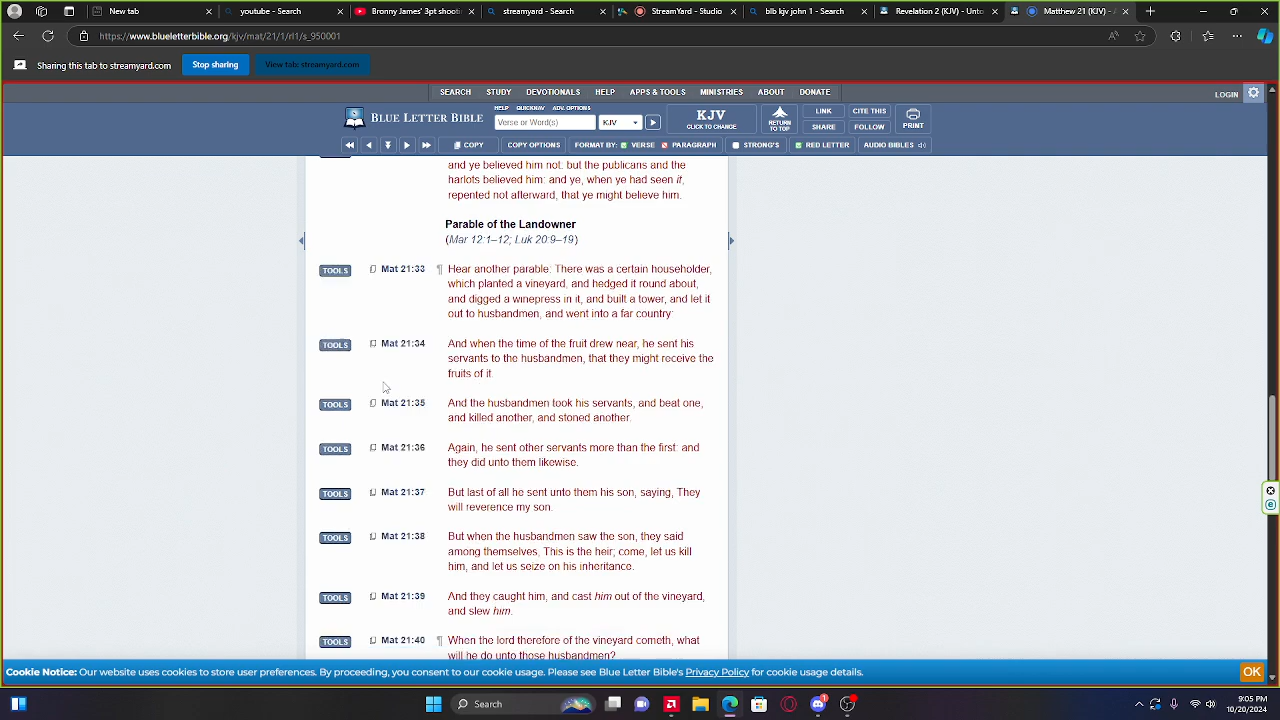 New tab
youtube - Search
Bronny James' 3pt shooti
streamyard - Search
StreamYard - Studio
blb kjv john 1 - Search
Revelation 2 (KJV) - Unto
Matthew 21 (KJV) - /
https://www.blueletterbible.org/kjv/mat/21/1/rl1/s_950001
Sharing this tab to streamyard.com
Stop sharing
View tab: streamyard.com
SEARCH STUDY DEVOTIONALS HELP APPS & TOOLS MINISTRIES ABOUT DONATE
LOGIN
HELP QUICKNAV ADV. OPTIONS
BLUE LETTER BIBLE
Verse or Word(s)
KJV
KJV
CLICK TO CHANGE
RETURN
TO TOP
LINK
SHARE
CITE THIS
FOLLOW
PRINT
COPY COPY OPTIONS FORMAT BY: VERSE PARAGRAPH STRONG'S RED LETTER AUDIO BIBLES
and ye believed him not: but the publicans and the
harlots believed him: and ye, when ye had seen it,
repented not afterward, that ye might believe him.
Parable of the Landowner
(Mar 12:1–12; Luk 20:9–19)
TOOLS Mat 21:33 ¶ Hear another parable: There was a certain householder,
which planted a vineyard, and hedged it round about,
and digged a winepress in it, and built a tower, and let it
out to husbandmen, and went into a far country:
TOOLS Mat 21:34 And when the time of the fruit drew near, he sent his
servants to the husbandmen, that they might receive the
fruits of it.
TOOLS Mat 21:35 And the husbandmen took his servants, and beat one,
and killed another, and stoned another.
TOOLS Mat 21:36 Again, he sent other servants more than the first: and
they did unto them likewise.
TOOLS Mat 21:37 But last of all he sent unto them his son, saying, They
will reverence my son.
TOOLS Mat 21:38 But when the husbandmen saw the son, they said
among themselves, This is the heir; come, let us kill
him, and let us seize on his inheritance.
TOOLS Mat 21:39 And they caught him, and cast him out of the vineyard,
and slew him.
TOOLS Mat 21:40 ¶ When the lord therefore of the vineyard cometh, what
will he do unto those husbandmen?
Cookie Notice: Our website uses cookies to store user preferences. By proceeding, you consent to our cookie usage. Please see Blue Letter Bible's Privacy Policy for cookie usage details.
OK
Search
9:05 PM
10/20/2024